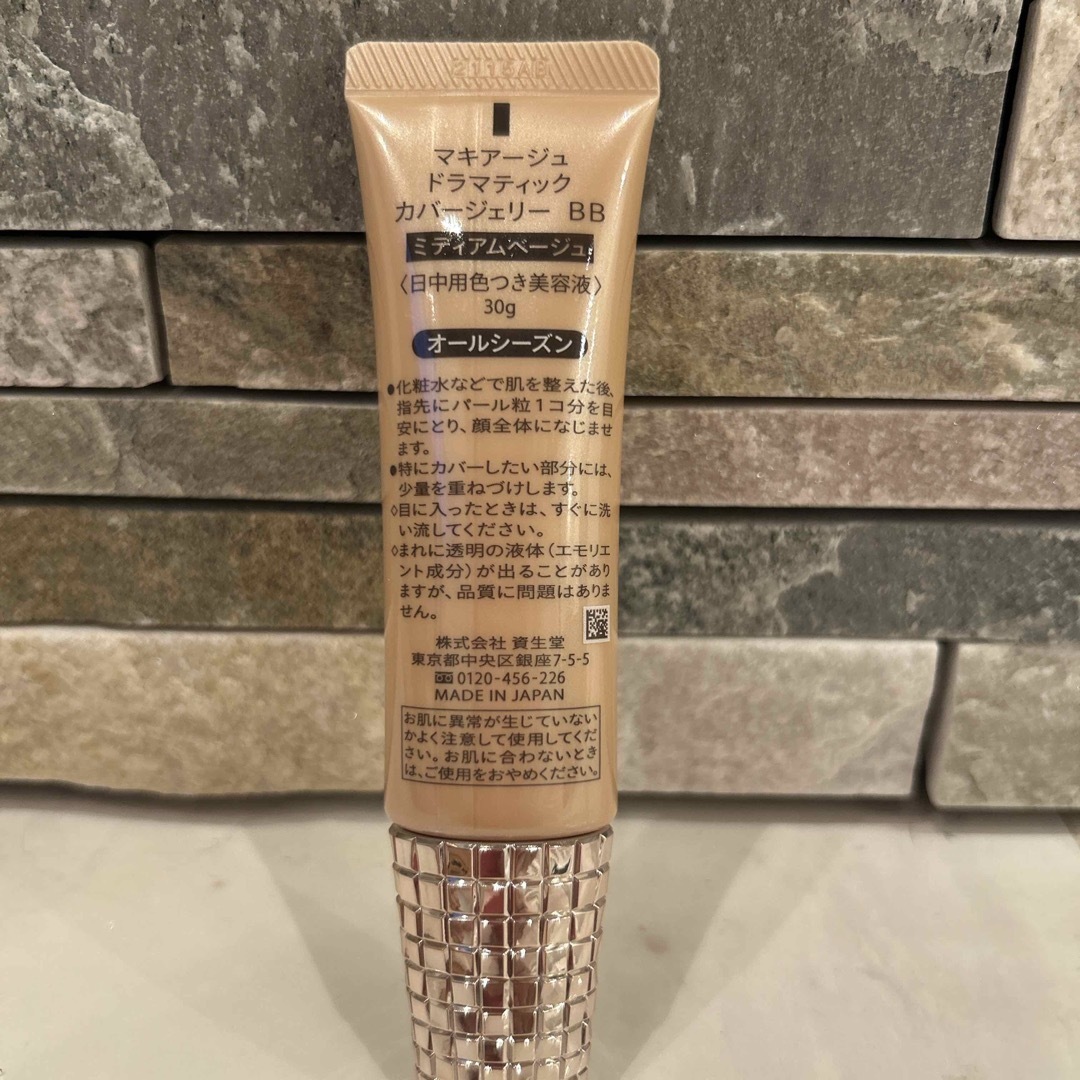 マキアージュ
ドラマティック
カバージェリー BB
ミディアムベージュ
〈日中用色つき美容液〉
30g
オールシーズン
●化粧水などで肌を整えた後、
指先にパール粒1コ分を目
安にとり、顔全体になじませ
ます。
●特にカバーしたい部分には、
少量を重ねづけします。
◇目に入ったときは、すぐに洗
い流してください。
◇まれに透明の液体(エモリエ
ント成分)が出ることがあり
ますが、品質に問題はありま
せん。
株式会社 資生堂
東京都中央区銀座7-5-5
0120-456-226
MADE IN JAPAN
お肌に異常が生じていない
かよく注意して使用してくだ
さい。お肌に合わないとき
は、ご使用をおやめください。